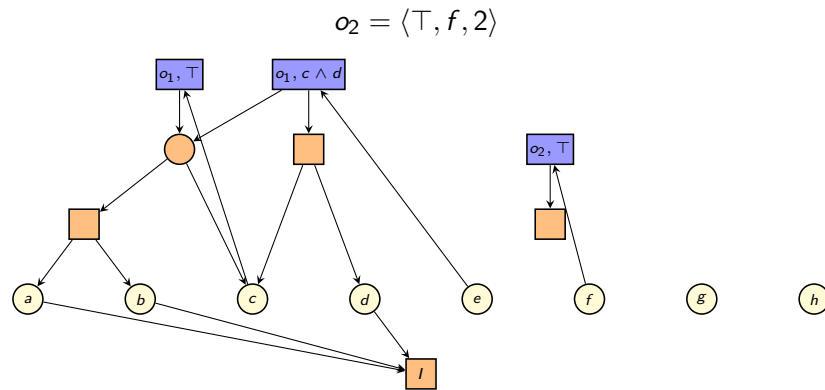 o₂ = ⟨⊤, f, 2⟩
o₁, ⊤
o₁, c ∧ d
o₂, ⊤
a
b
c
d
e
f
g
h
I